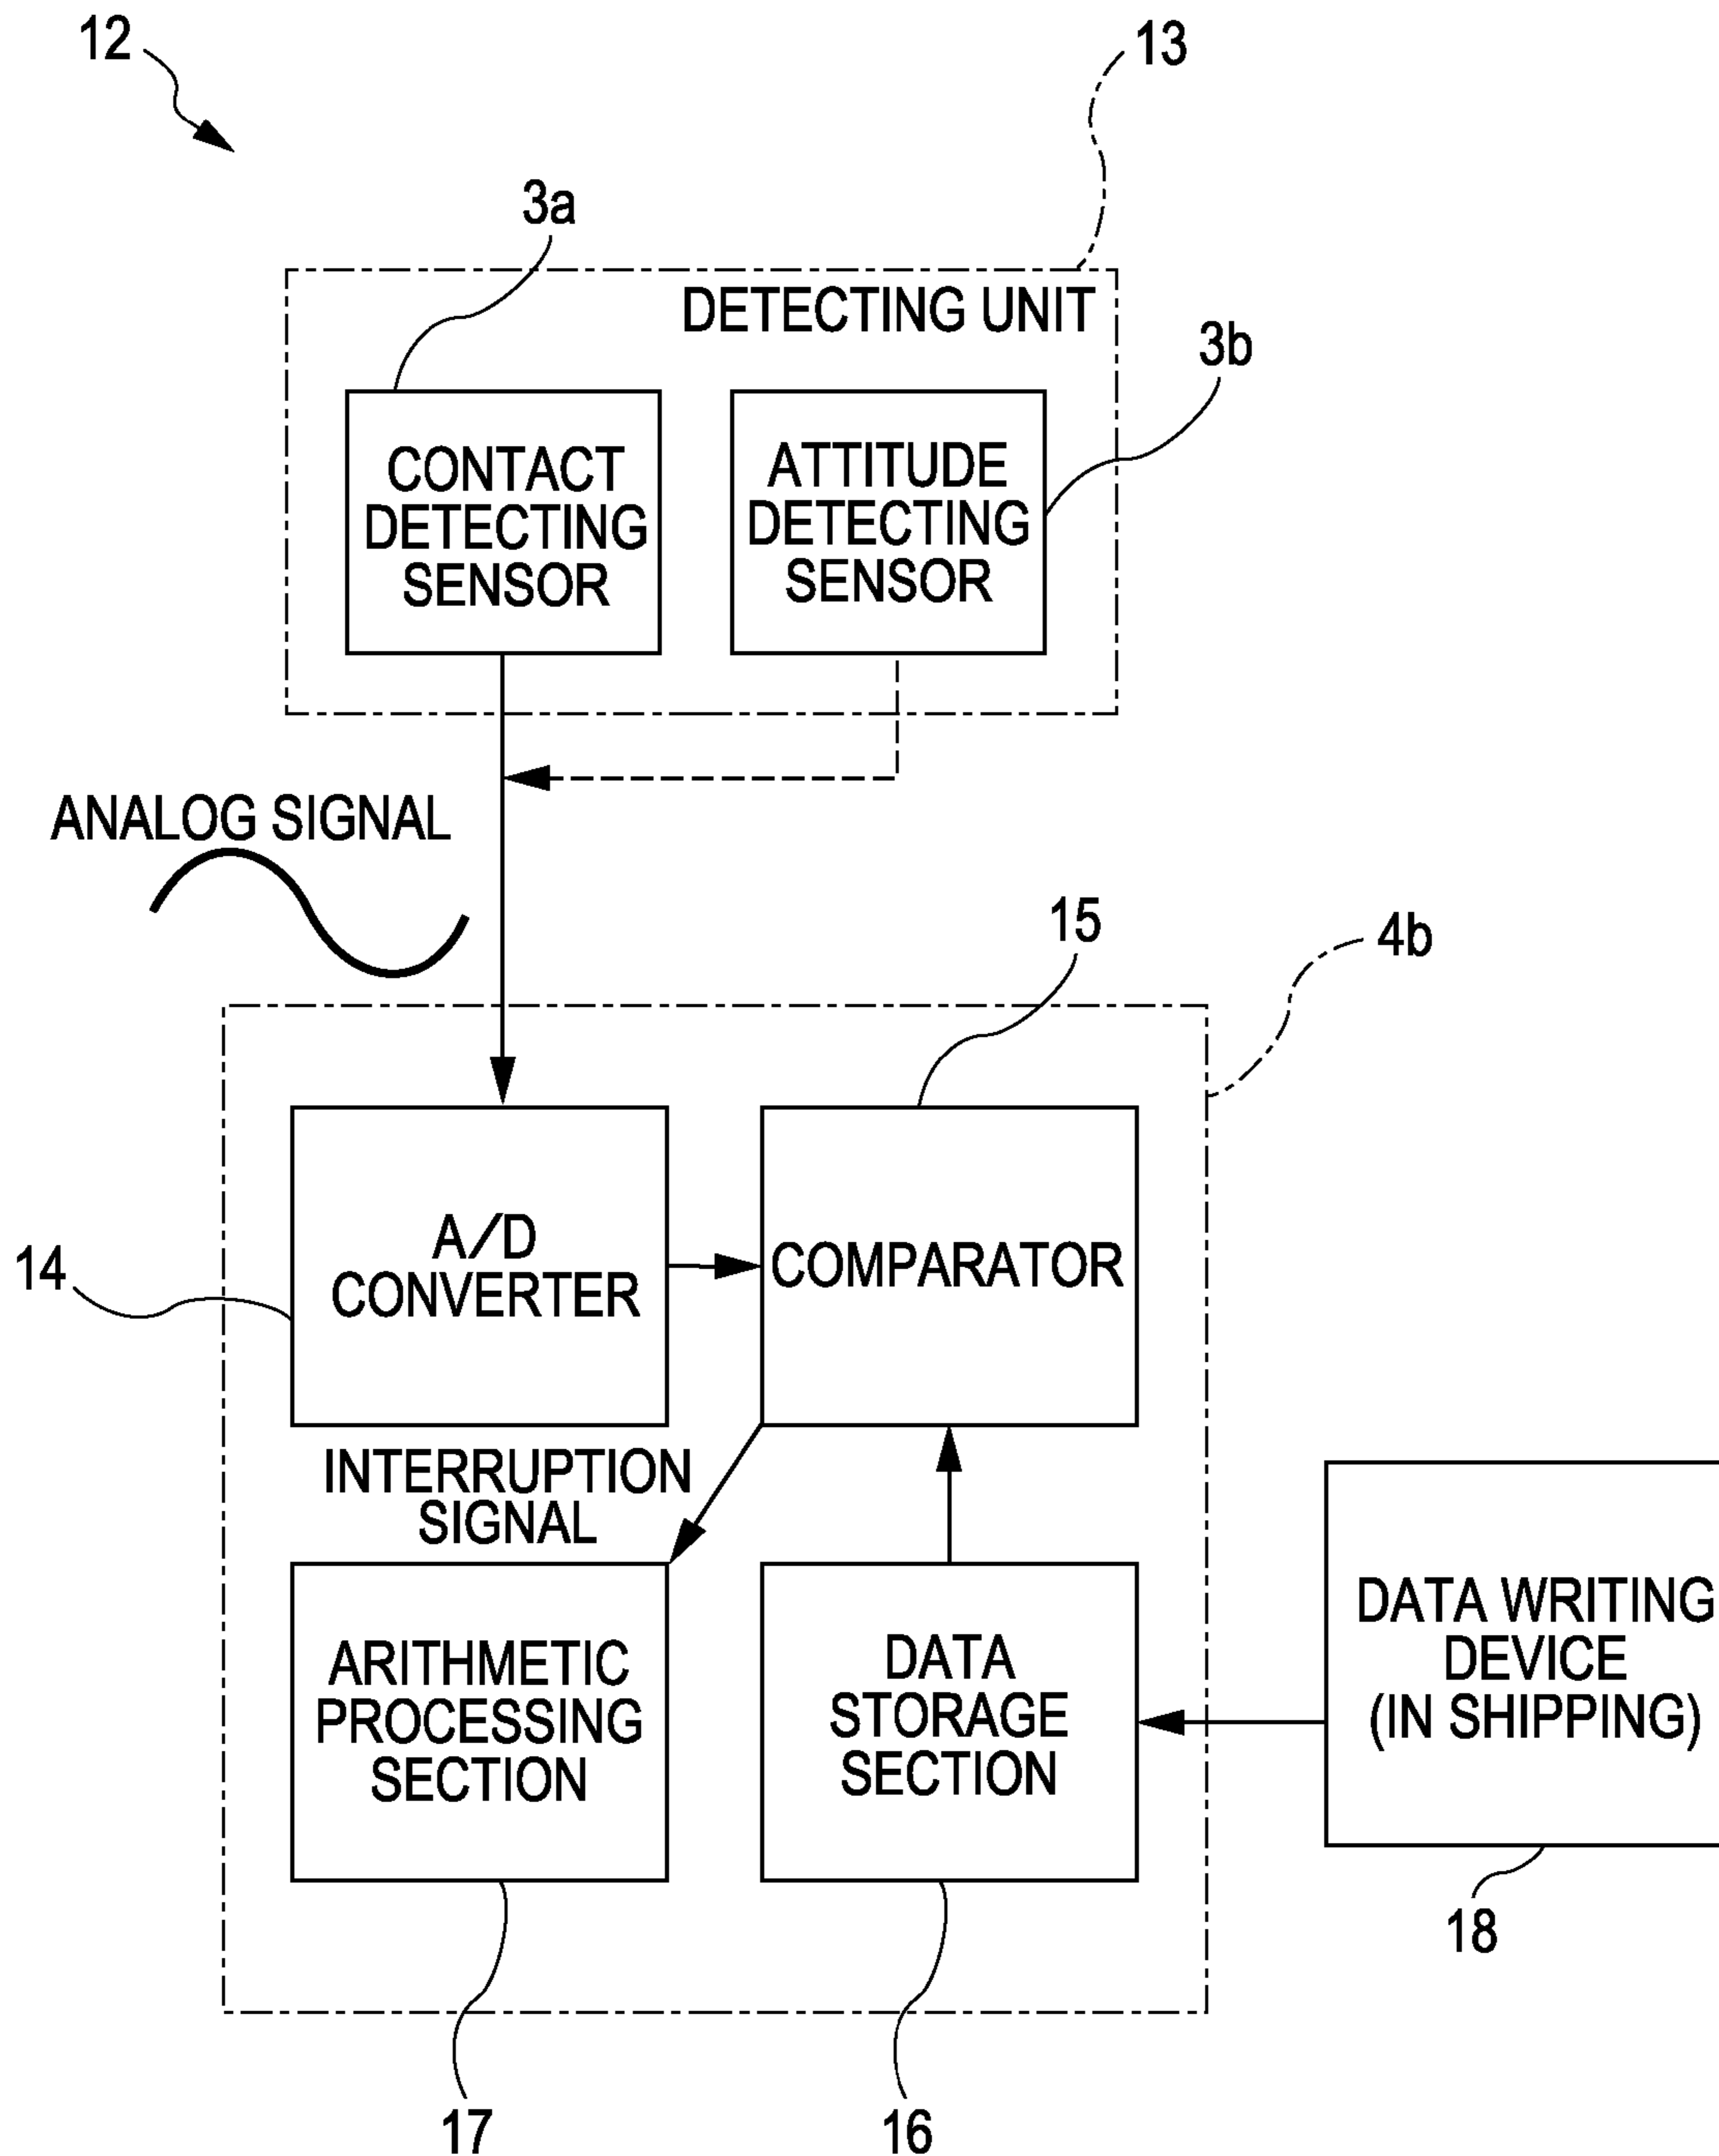 12
13
3a
DETECTING UNIT
3b
CONTACT
DETECTING
SENSOR
ATTITUDE
DETECTING
SENSOR
ANALOG SIGNAL
15
4b
A/D
CONVERTER
COMPARATOR
14
INTERRUPTION
SIGNAL
ARITHMETIC
PROCESSING
SECTION
DATA
STORAGE
SECTION
DATA WRITING
DEVICE
(IN SHIPPING)
18
17
16